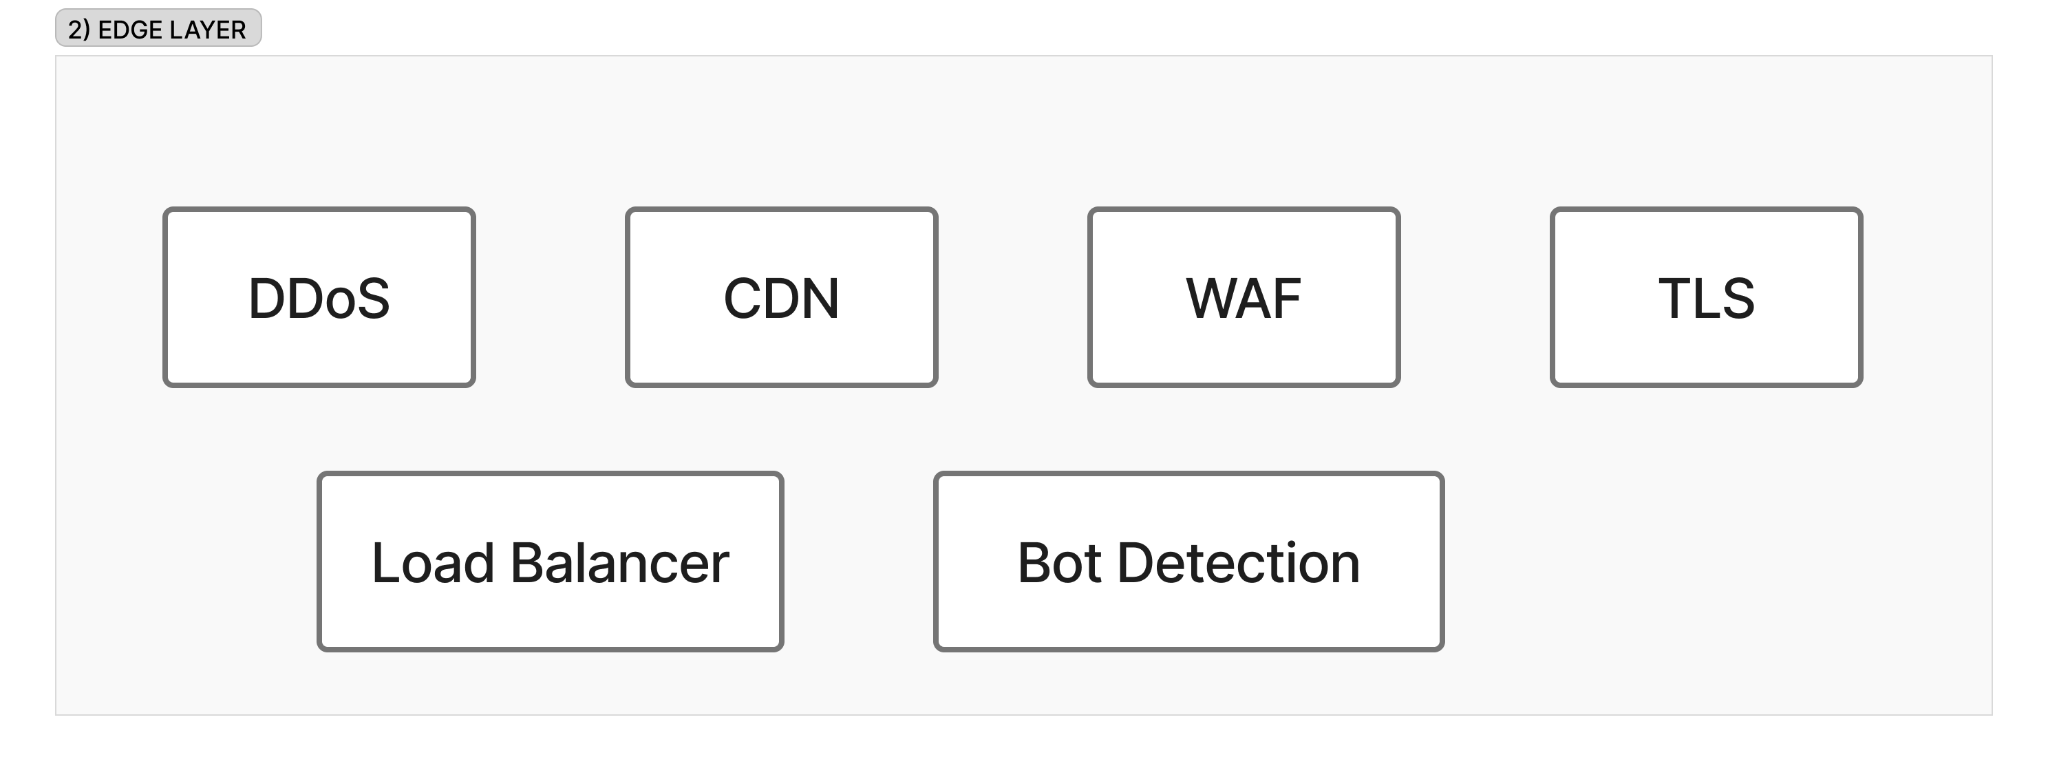 2) EDGE LAYER
DDoS
CDN
WAF
TLS
Load Balancer
Bot Detection